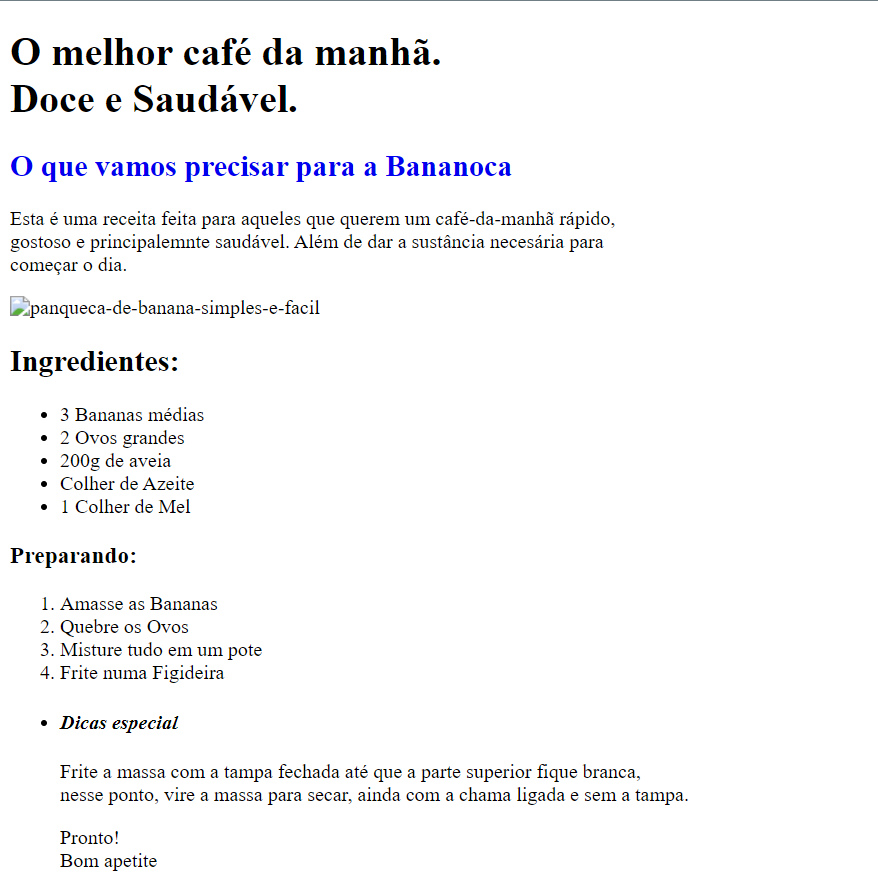 O melhor café da manhã.
Doce e Saudável.
O que vamos precisar para a Bananoca
Esta é uma receita feita para aqueles que querem um café-da-manhã rápido,
gostoso e principalemnte saudável. Além de dar a sustância necesária para
começar o dia.
panqueca-de-banana-simples-e-facil
Ingredientes:
• 3 Bananas médias
• 2 Ovos grandes
• 200g de aveia
• Colher de Azeite
• 1 Colher de Mel
Preparando:
1. Amasse as Bananas
2. Quebre os Ovos
3. Misture tudo em um pote
4. Frite numa Figideira
• Dicas especial
Frite a massa com a tampa fechada até que a parte superior fique branca,
nesse ponto, vire a massa para secar, ainda com a chama ligada e sem a tampa.
Pronto!
Bom apetite